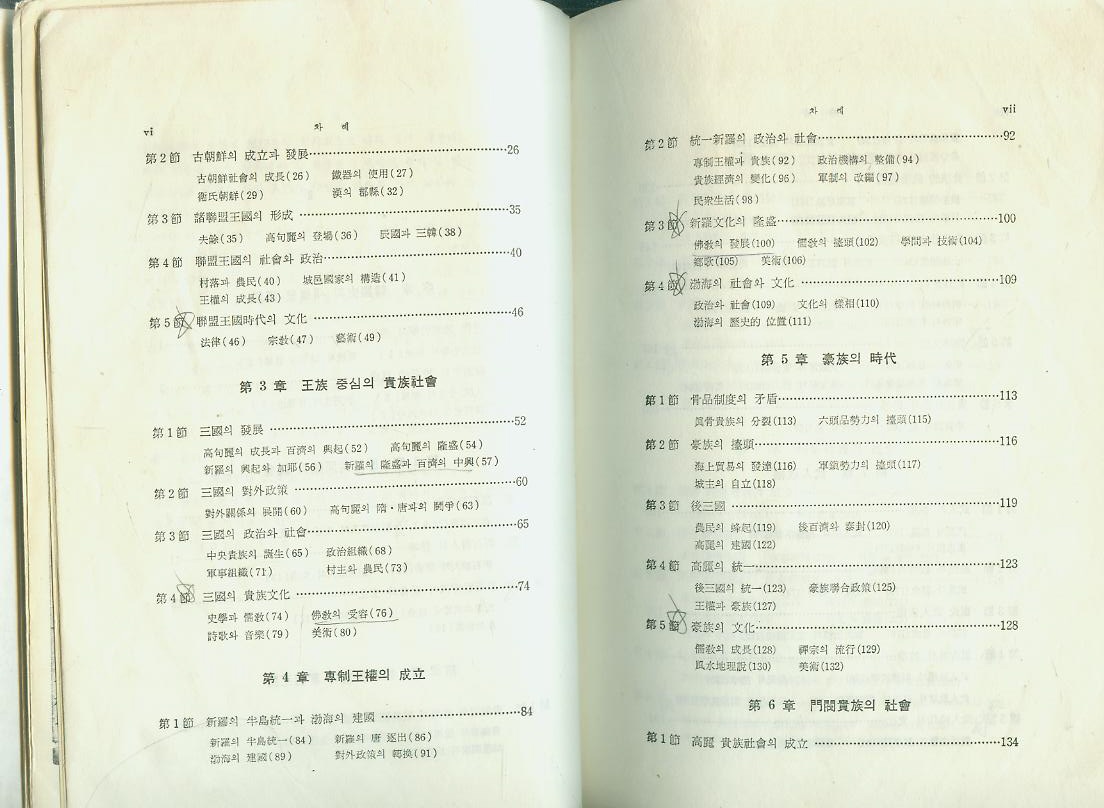 vi
차 례
第2節 古朝鮮의 成立과 發展 26
古朝鮮社會의 成長(26) 鐵器의 使用(27)
衛氏朝鮮(29) 漢의 郡縣(32)
第3節 諸聯盟王國의 形成 35
夫餘(35) 高句麗의 登場(36) 辰國과 三韓(38)
第4節 聯盟王國의 社會와 政治 40
村落과 農民(40) 城邑國家의 構造(41)
王權의 成長(43)
第5節 聯盟王國時代의 文化 46
法律(46) 宗敎(47) 藝術(49)
第3章 王族 중심의 貴族社會
第1節 三國의 發展 52
高句麗의 成長과 百濟의 興起(52) 高句麗의 隆盛(54)
新羅의 興起와 加耶(56) 新羅의 隆盛과 百濟의 中興(57)
第2節 三國의 對外政策 60
對外關係의 展開(60) 高句麗의 隋·唐과의 鬪爭(63)
第3節 三國의 政治와 社會 65
中央貴族의 誕生(65) 政治組織(68)
軍事組織(71) 村主와 農民(73)
第4節 三國의 貴族文化 74
史學과 儒敎(74) 佛敎의 受容(76)
詩歌와 音樂(79) 美術(80)
第4章 專制王權의 成立
第1節 新羅의 半島統一과 渤海의 建國 84
新羅의 半島統一(84) 新羅의 唐 逐出(86)
渤海의 建國(89) 對外政策의 轉換(91)
차 례
vii
第2節 統一新羅의 政治와 社會 92
專制王權과 貴族(92) 政治機構의 整備(94)
貴族經濟의 變化(96) 軍制의 改編(97)
民衆生活(98)
第3節 新羅文化의 隆盛 100
佛敎의 發展(100) 儒敎의 擡頭(102) 學問과 技術(104)
鄕歌(105) 美術(106)
第4節 渤海의 社會와 文化 109
政治와 社會(109) 文化의 樣相(110)
渤海의 歷史的 位置(111)
第5章 豪族의 時代
第1節 骨品制度의 矛盾 113
眞骨貴族의 分裂(113) 六頭品勢力의 擡頭(115)
第2節 豪族의 擡頭 116
海上貿易의 發達(116) 軍鎭勢力의 擡頭(117)
城主의 自立(118)
第3節 後三國 119
農民의 蜂起(119) 後百濟와 泰封(120)
高麗의 建國(122)
第4節 高麗의 統一 123
後三國의 統一(123) 豪族聯合政策(125)
王權과 豪族(127)
第5節 豪族의 文化 128
儒敎의 成長(128) 禪宗의 流行(129)
風水地理說(130) 美術(132)
第6章 門閥貴族의 社會
第1節 高麗 貴族社會의 成立 134